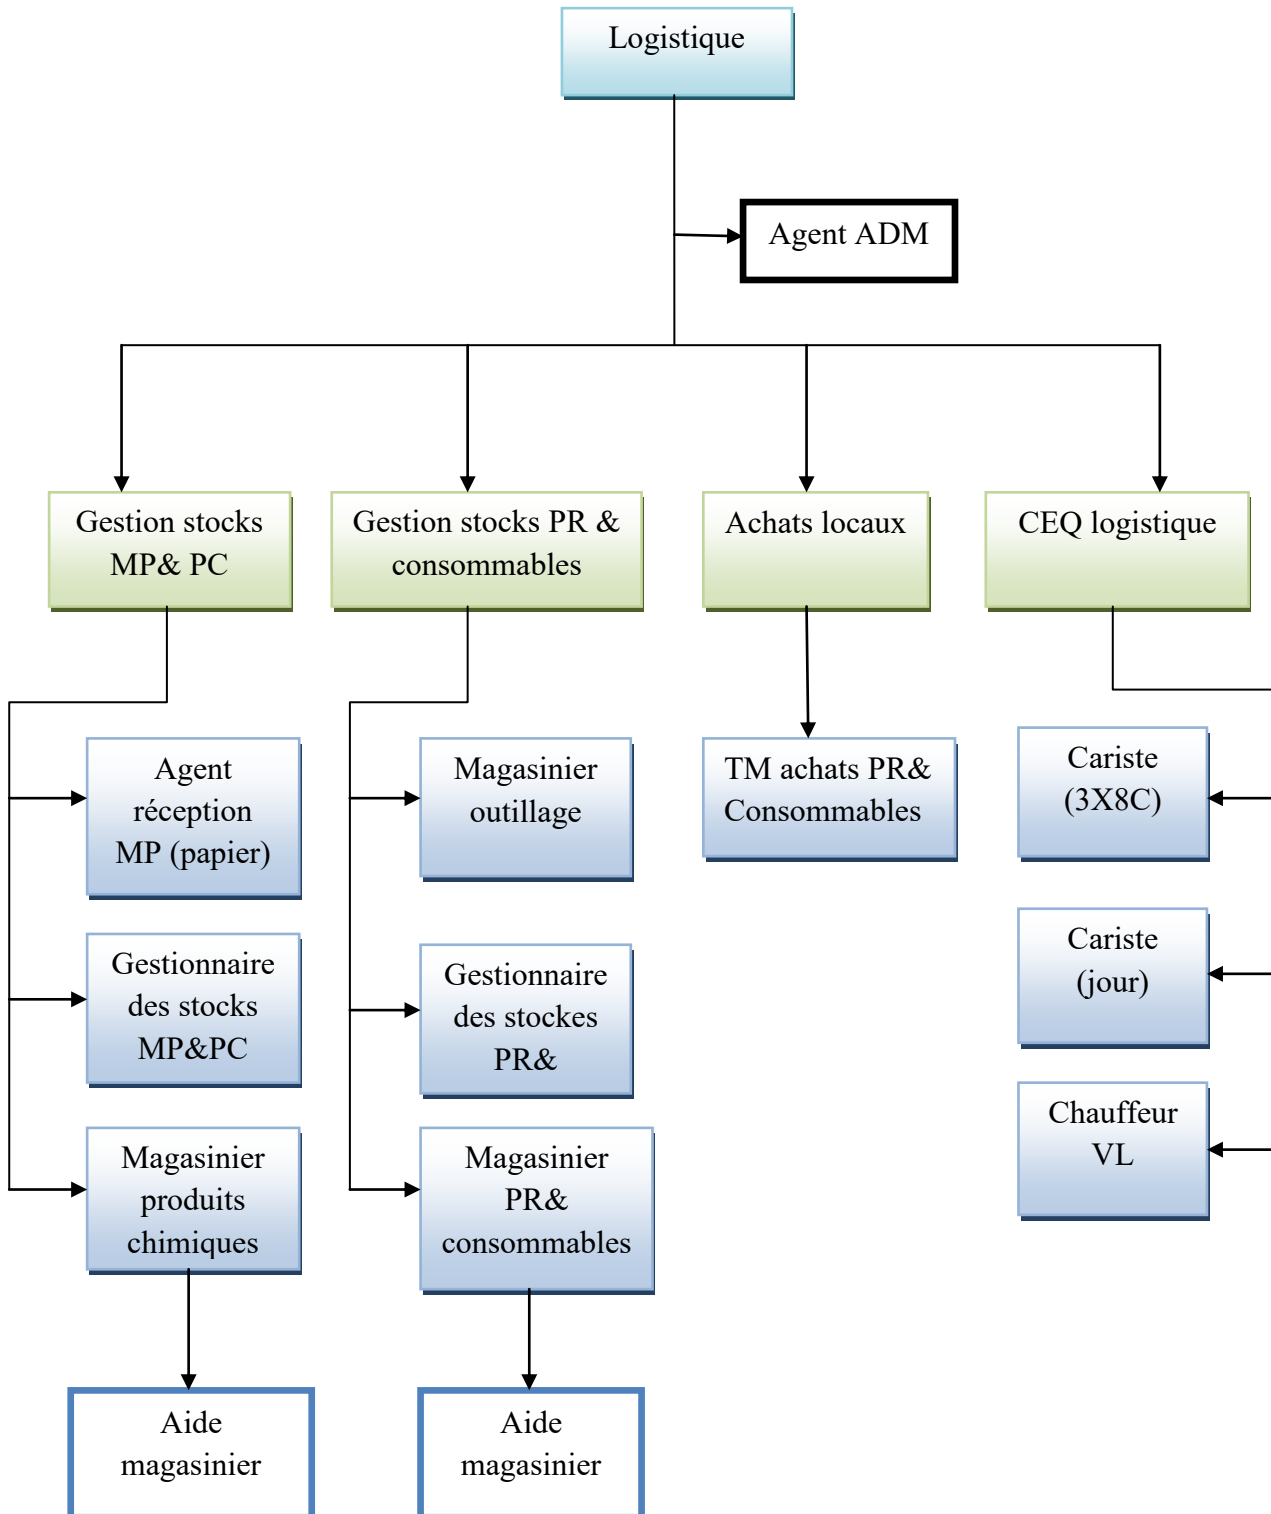 Logistique
Agent ADM
Gestion stocks
MP& PC
Gestion stocks PR &
consommables
Achats locaux
CEQ logistique
Agent
réception
MP (papier)
Gestionnaire
des stocks
MP&PC
Magasinier
produits
chimiques
Aide
magasinier
Magasinier
outillage
Gestionnaire
des stockes
PR&
Magasinier
PR&
consommables
Aide
magasinier
TM achats PR&
Consommables
Cariste
(3X8C)
Cariste
(jour)
Chauffeur
VL